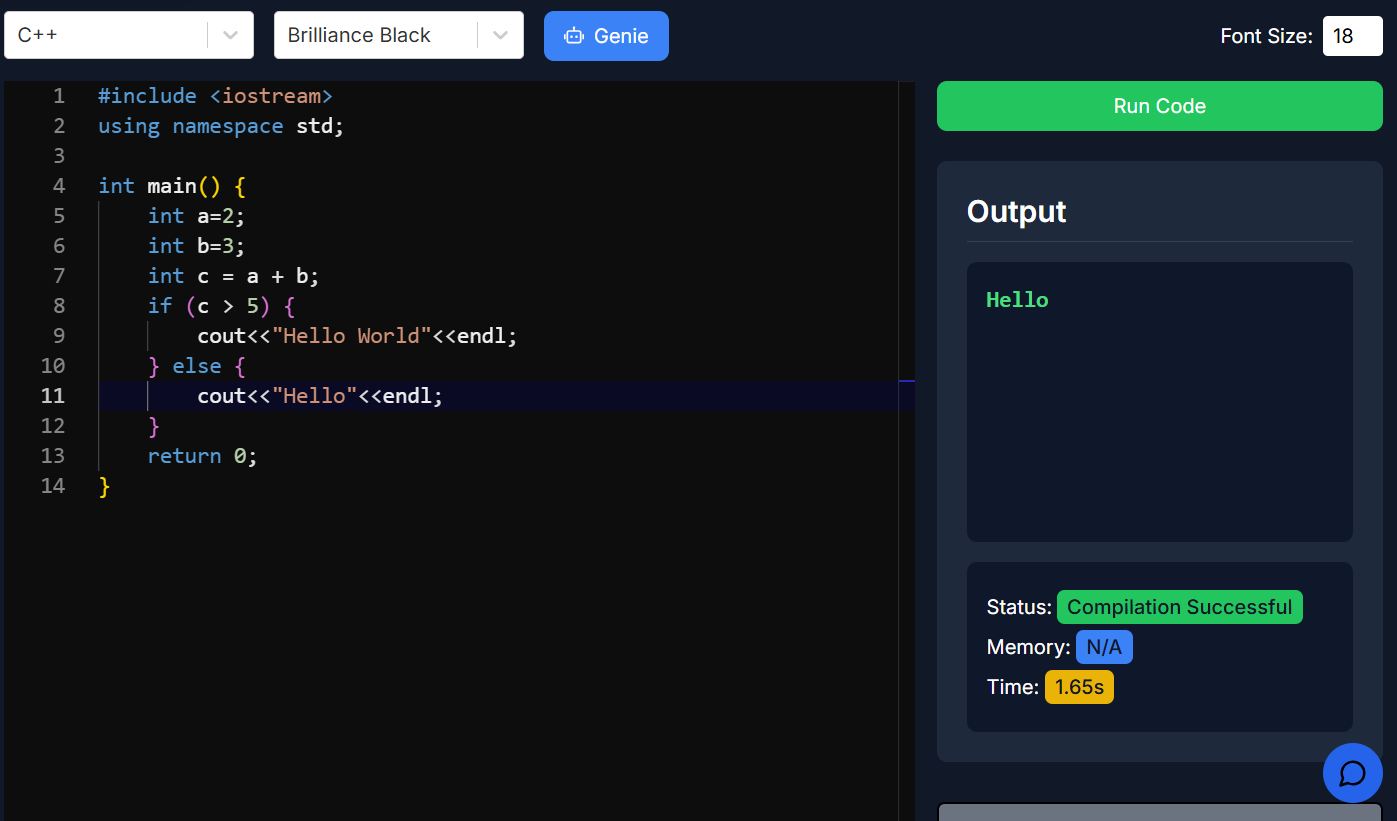 C++ Brilliance Black Genie Font Size: 18
1 #include <iostream>
2 using namespace std;
3
4 int main() {
5     int a=2;
6     int b=3;
7     int c = a + b;
8     if (c > 5) {
9         cout<<"Hello World"<<endl;
10     } else {
11         cout<<"Hello"<<endl;
12     }
13     return 0;
14 }
Run Code
Output
Hello
Status: Compilation Successful
Memory: N/A
Time: 1.65s